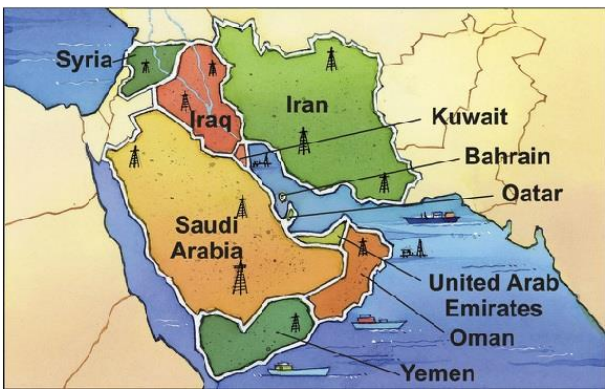 Syria
Iraq
Iran
Kuwait
Bahrain
Qatar
Saudi
Arabia
United Arab
Emirates
Oman
Yemen